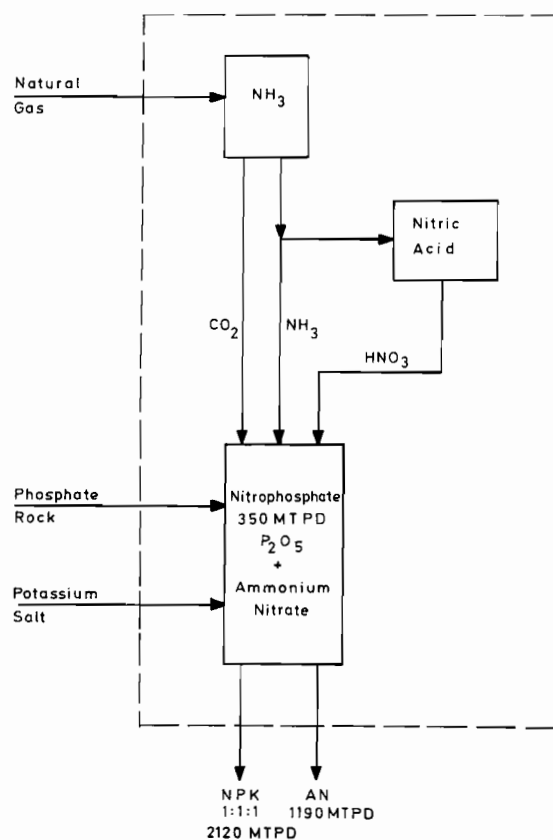 Natural
Gas
NH₃
Nitric
Acid
CO₂
NH₃
HNO₃
Phosphate
Rock
Nitrophosphate
350 MTPD
P₂O₅
+
Ammonium
Nitrate
Potassium
Salt
NPK
1:1:1
2120 MTPD
AN
1190 MTPD